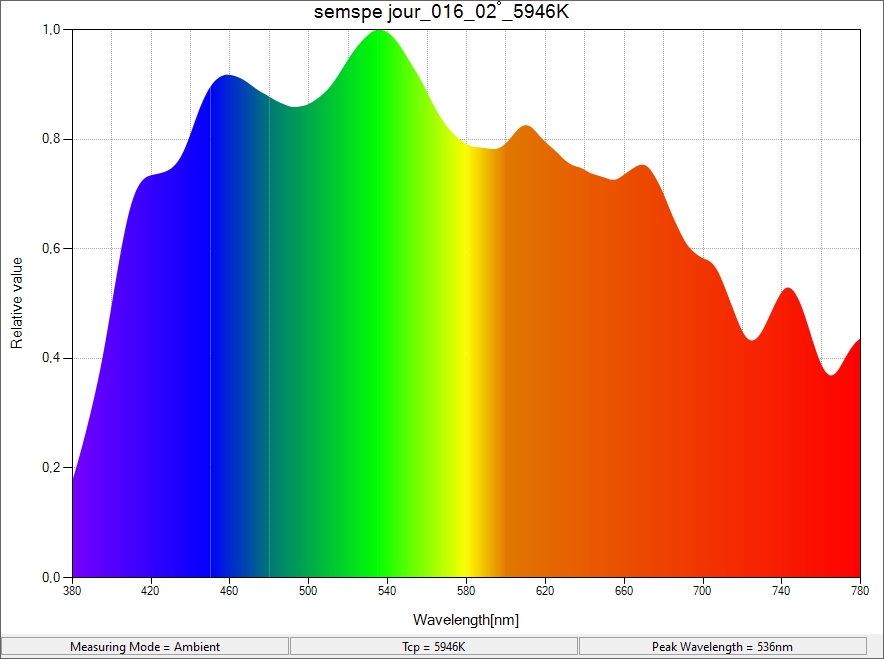 semspe jour_016_02°_5946K
1,0
0,8
0,6
0,4
0,2
0,0
Relative value
380 420 460 500 540 580 620 660 700 740 780
Wavelength[nm]
Measuring Mode = Ambient Tcp = 5946K Peak Wavelength = 536nm